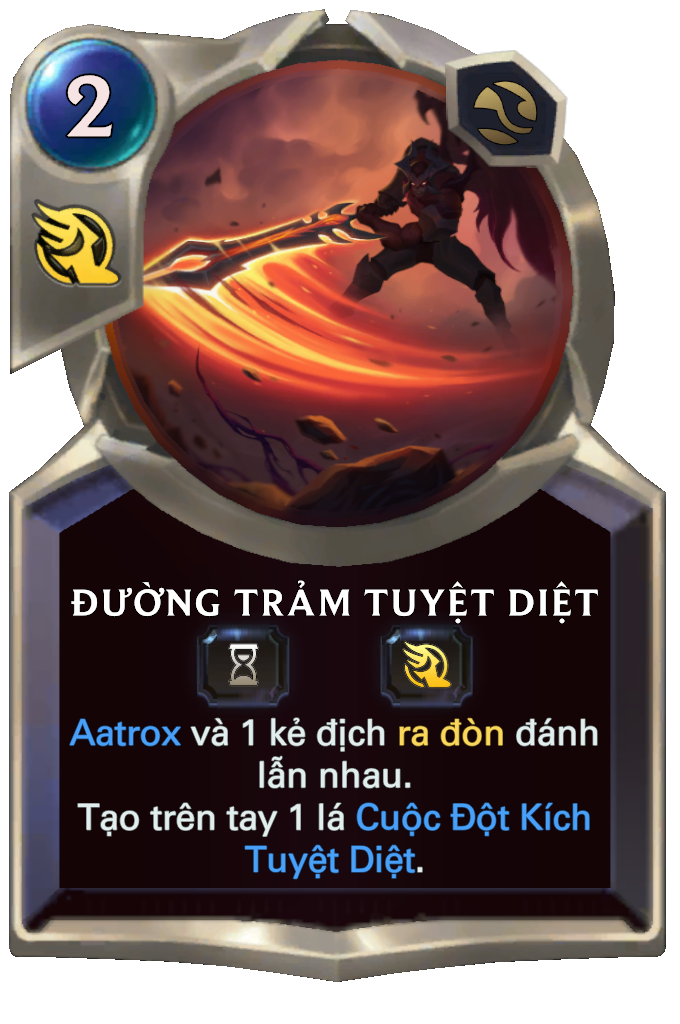 2
ĐƯỜNG TRẢM TUYỆT DIỆT
Aatrox và 1 kẻ địch ra đòn đánh
lẫn nhau.
Tạo trên tay 1 lá Cuộc Đột Kích
Tuyệt Diệt.